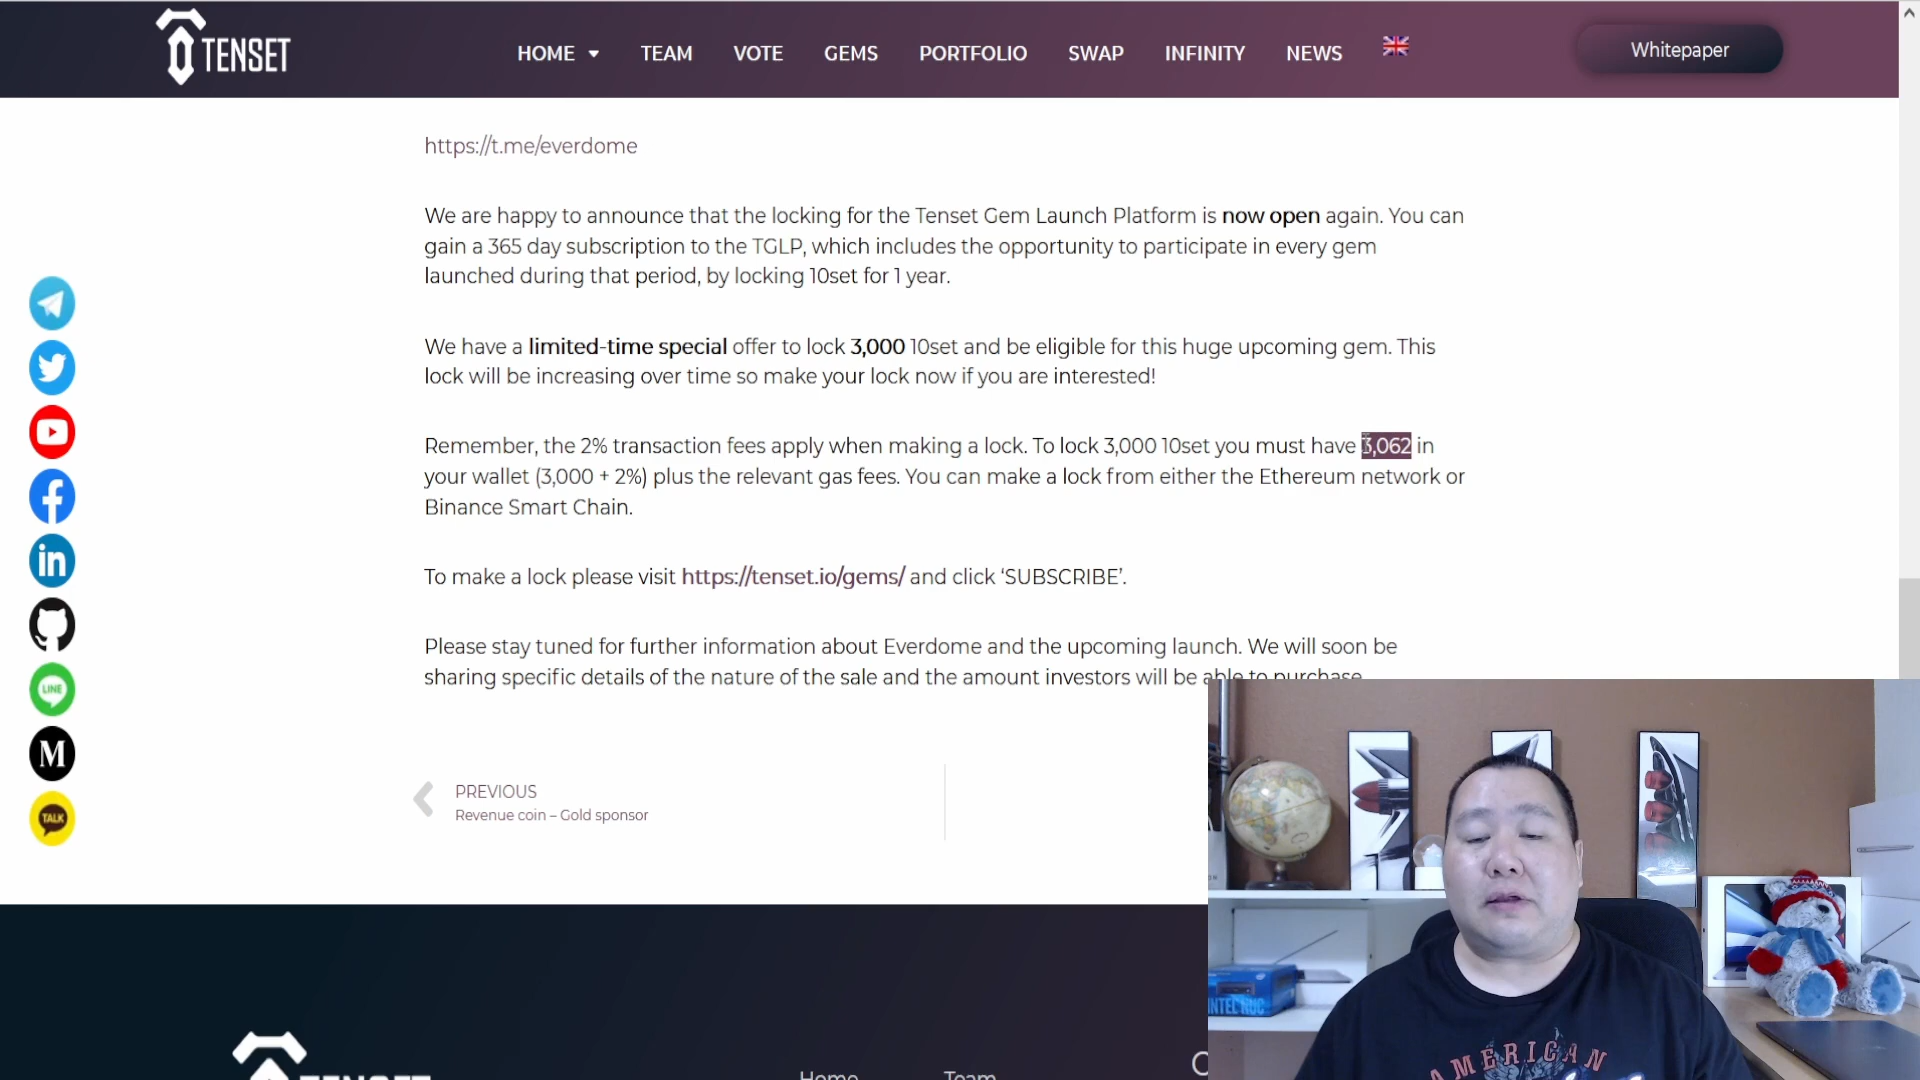 TENSET
HOME
TEAM
VOTE
GEMS
PORTFOLIO
SWAP
INFINITY
NEWS
Whitepaper
https://t.me/everdome
We are happy to announce that the locking for the Tenset Gem Launch Platform is now open again. You can
gain a 365 day subscription to the TGLP, which includes the opportunity to participate in every gem
launched during that period, by locking 10set for 1 year.
We have a limited-time special offer to lock 3,000 10set and be eligible for this huge upcoming gem. This
lock will be increasing over time so make your lock now if you are interested!
Remember, the 2% transaction fees apply when making a lock. To lock 3,000 10set you must have 3,062 in
your wallet (3,000 + 2%) plus the relevant gas fees. You can make a lock from either the Ethereum network or
Binance Smart Chain.
To make a lock please visit https://tenset.io/gems/ and click ‘SUBSCRIBE’.
Please stay tuned for further information about Everdome and the upcoming launch. We will soon be
sharing specific details of the nature of the sale and the amount investors will be able to purchase
in
LINE
M
TALK
PREVIOUS
Revenue coin – Gold sponsor
INTEL NUC
AMERICAN
TENSET
Home
Team